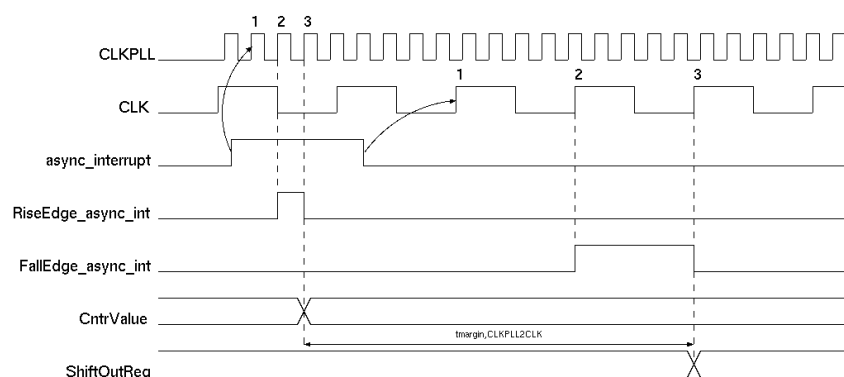 1 2 3
CLKPLL
1 2 3
CLK
async_interrupt
RiseEdge_async_int
FallEdge_async_int
CntrValue
tmargin,CLKPLL2CLK
ShiftOutReg